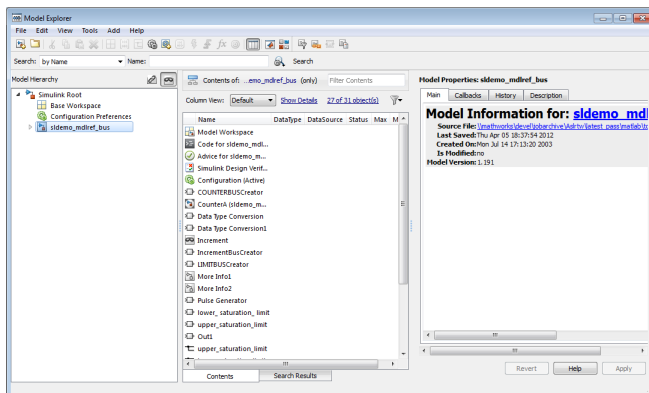 Model Explorer
File Edit View Tools Add Help
Search: by Name Name: Search
Model Hierarchy
Simulink Root
Base Workspace
Configuration Preferences
sldemo_mdlref_bus
Contents of: ...emo_mdlref_bus (only) Filter Contents
Column View: Default Show Details 27 of 31 object(s)
Name DataType DataSource Status Max M
Model Workspace
Code for sldemo_mdl...
Advice for sldemo_m...
Simulink Design Verif...
Configuration (Active)
COUNTERBUSCreator
CounterA (sldemo_m...
Data Type Conversion
Data Type Conversion1
Increment
IncrementBusCreator
LIMITBUSCreator
More Info1
More Info2
Pulse Generator
lower_ saturation_ limit
upper_saturation_limit
Out1
upper_saturation_limit
Contents Search Results
Model Properties: sldemo_mdlref_bus
Main Callbacks History Description
Model Information for: sldemo_mdl
Source File:
Last Saved:Thu Apr 05 18:37:54 2012
Created On:Mon Jul 14 17:13:20 2003
Is Modified:no
Model Version:1.191
Revert Help Apply